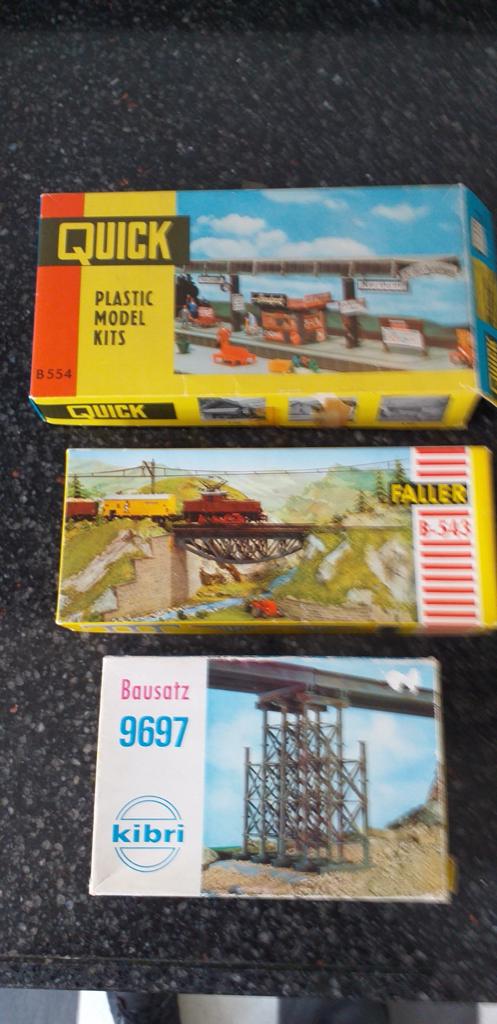 QUICK
PLASTIC
MODEL
KITS
B554
QUICK
FALLER
B-543
Bausatz
9697
kibri